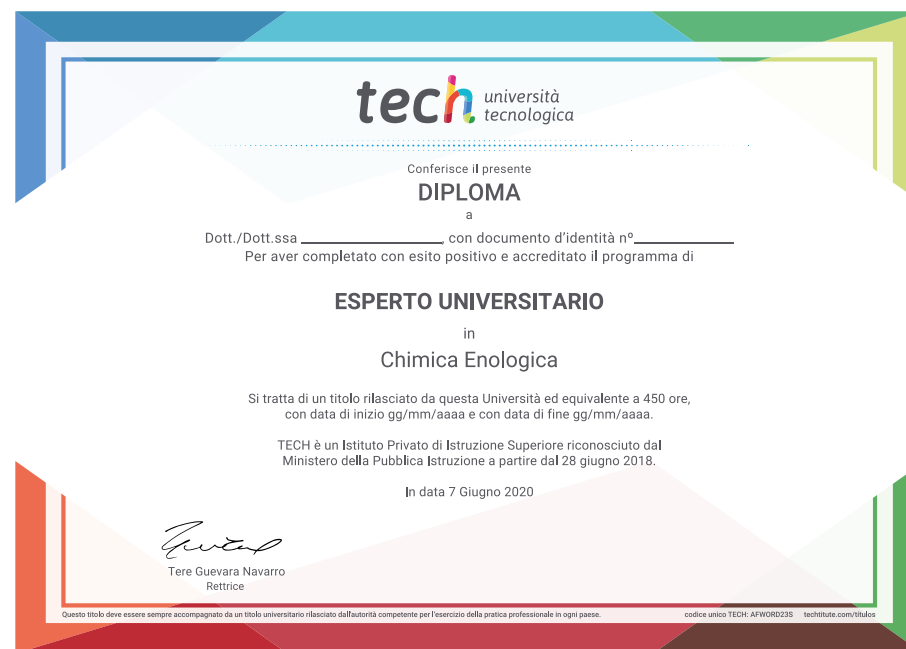 tech università
tecnologica
Conferisce il presente
DIPLOMA
a
Dott./Dott.ssa ____________________, con documento d'identità nº______________
Per aver completato con esito positivo e accreditato il programma di
ESPERTO UNIVERSITARIO
in
Chimica Enologica
Si tratta di un titolo rilasciato da questa Università ed equivalente a 450 ore,
con data di inizio gg/mm/aaaa e con data di fine gg/mm/aaaa.
TECH è un Istituto Privato di Istruzione Superiore riconosciuto dal
Ministero della Pubblica Istruzione a partire dal 28 giugno 2018.
In data 7 Giugno 2020
Tere Guevara Navarro
Rettrice
Questo titolo deve essere sempre accompagnato da un titolo universitario rilasciato dall'autorità competente per l'esercizio della pratica professionale in ogni paese. codice unico TECH: AFWORD23S techtitute.com/titulos